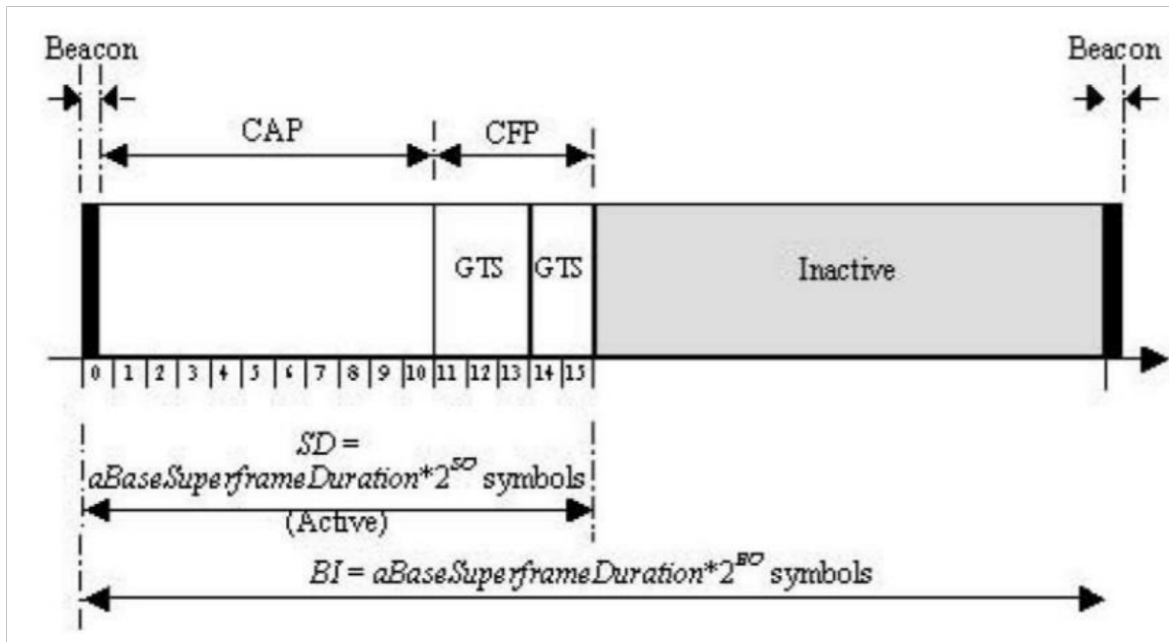 Beacon
Beacon
CAP
CFP
GTS
GTS
Inactive
0 1 2 3 4 5 6 7 8 9 10 11 12 13 14 15
SD =
aBaseSuperframeDuration*2^SO symbols
(Active)
BI = aBaseSuperframeDuration*2^BO symbols